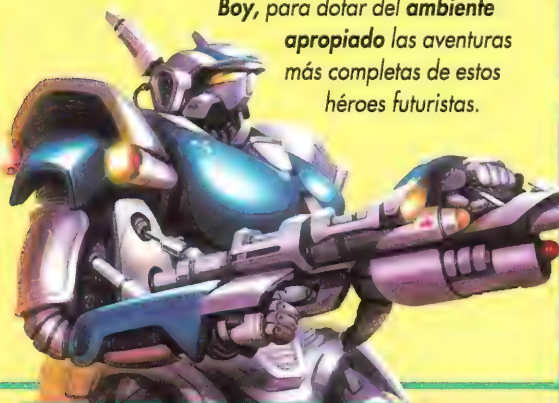 Boy, para dotar del ambiente
apropiado las aventuras
más completas de estos
héroes futuristas.